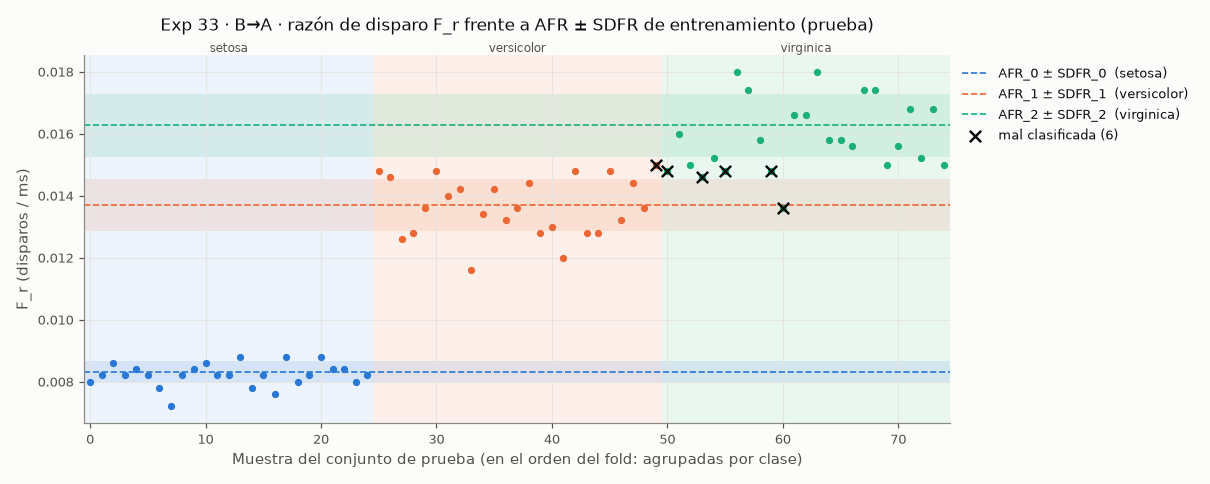 Exp 33 · B→A · razón de disparo F_r frente a AFR ± SDFR de entrenamiento (prueba)
setosa versicolor virginica
AFR_0 ± SDFR_0 (setosa)
AFR_1 ± SDFR_1 (versicolor)
AFR_2 ± SDFR_2 (virginica)
mal clasificada (6)
F_r (disparos / ms)
0.018
0.016
0.014
0.012
0.010
0.008
0 10 20 30 40 50 60 70
Muestra del conjunto de prueba (en el orden del fold: agrupadas por clase)